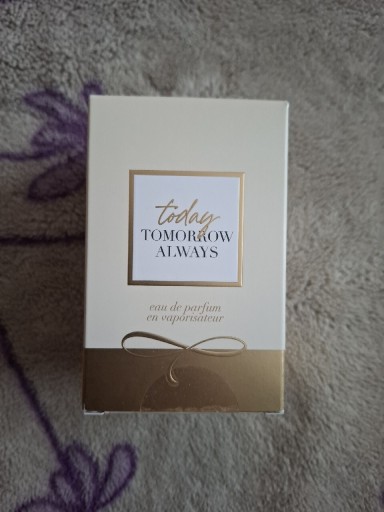 today
TOMORROW
ALWAYS
eau de parfum
en vaporisateur